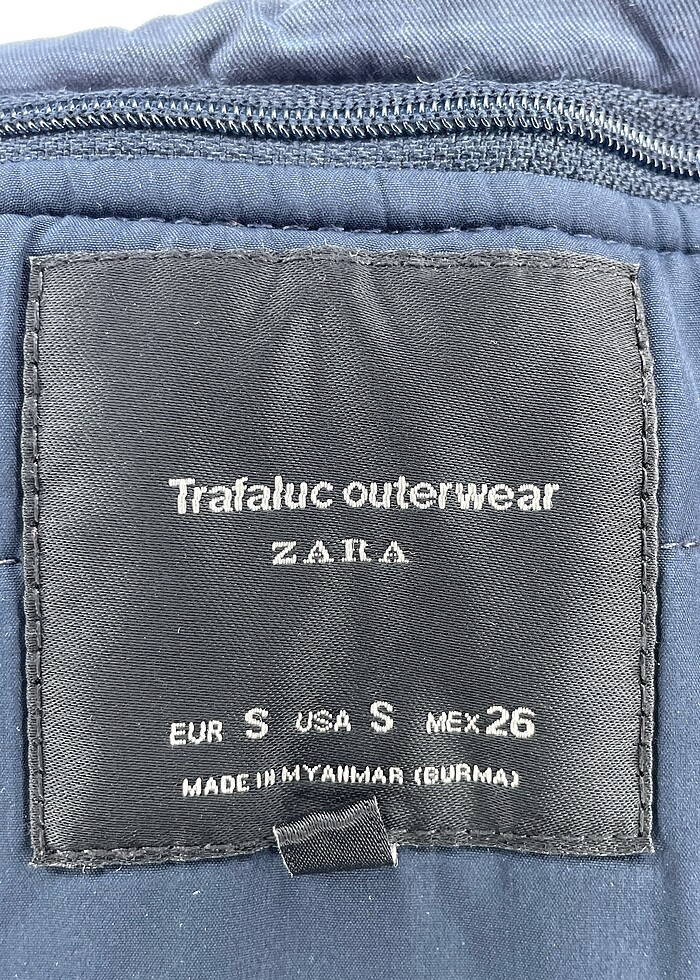 Trafaluc outerwear
ZARA
EUR S USA S MEX 26
MADE IN MYANMAR (BURMA)